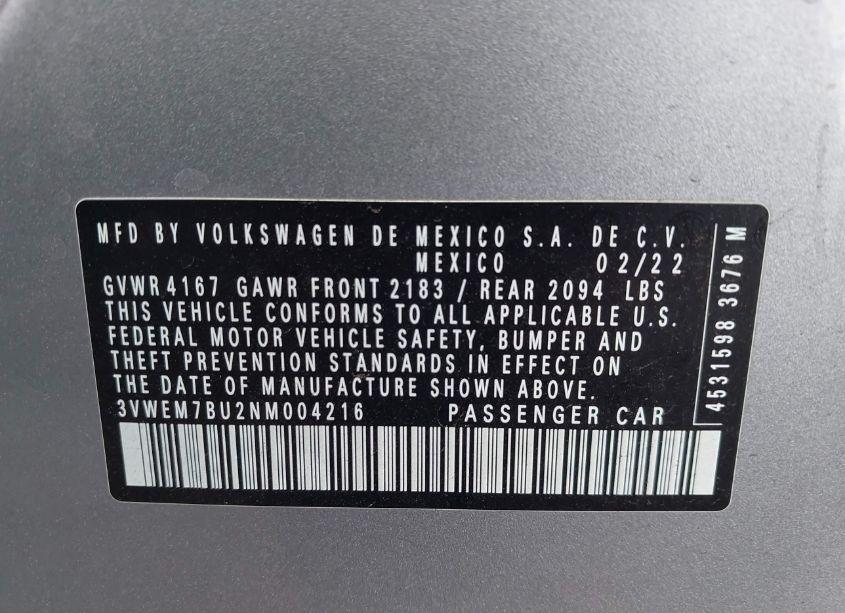 MFD BY VOLKSWAGEN DE MEXICO S.A. DE C.V.
MEXICO 02/22
GVWR 4167 GAWR FRONT 2183 / REAR 2094 LBS
THIS VEHICLE CONFORMS TO ALL APPLICABLE U.S.
FEDERAL MOTOR VEHICLE SAFETY, BUMPER AND
THEFT PREVENTION STANDARDS IN EFFECT ON
THE DATE OF MANUFACTURE SHOWN ABOVE.
3VWEM7BU2NM004216 PASSENGER CAR
4531598 3676 M